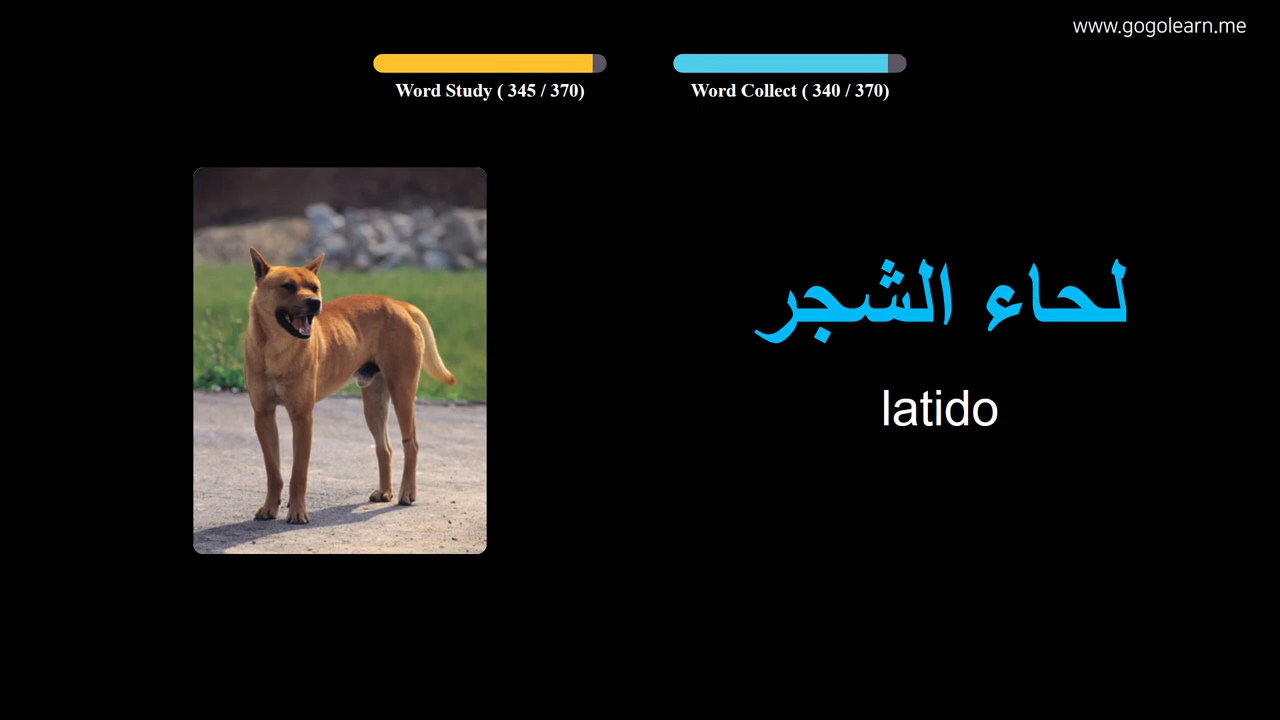 www.gogolearn.me
Word Study ( 345 / 370)
Word Collect ( 340 / 370)
لحاء الشجر
latido